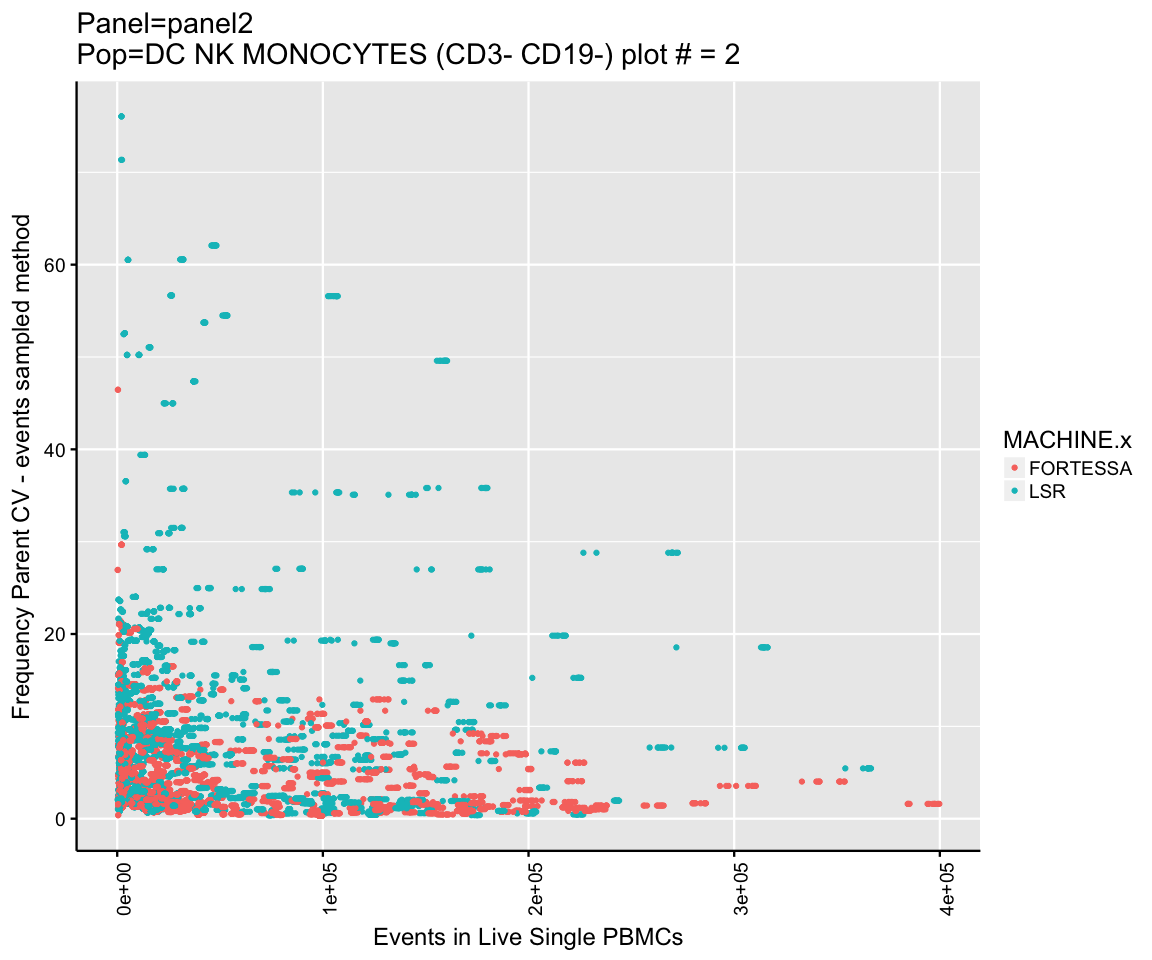 Panel=panel2
Pop=DC NK MONOCYTES (CD3- CD19-) plot # = 2
Frequency Parent CV - events sampled method
60
40
20
0
0e+00
1e+05
2e+05
3e+05
4e+05
Events in Live Single PBMCs
MACHINE.x
FORTESSA
LSR